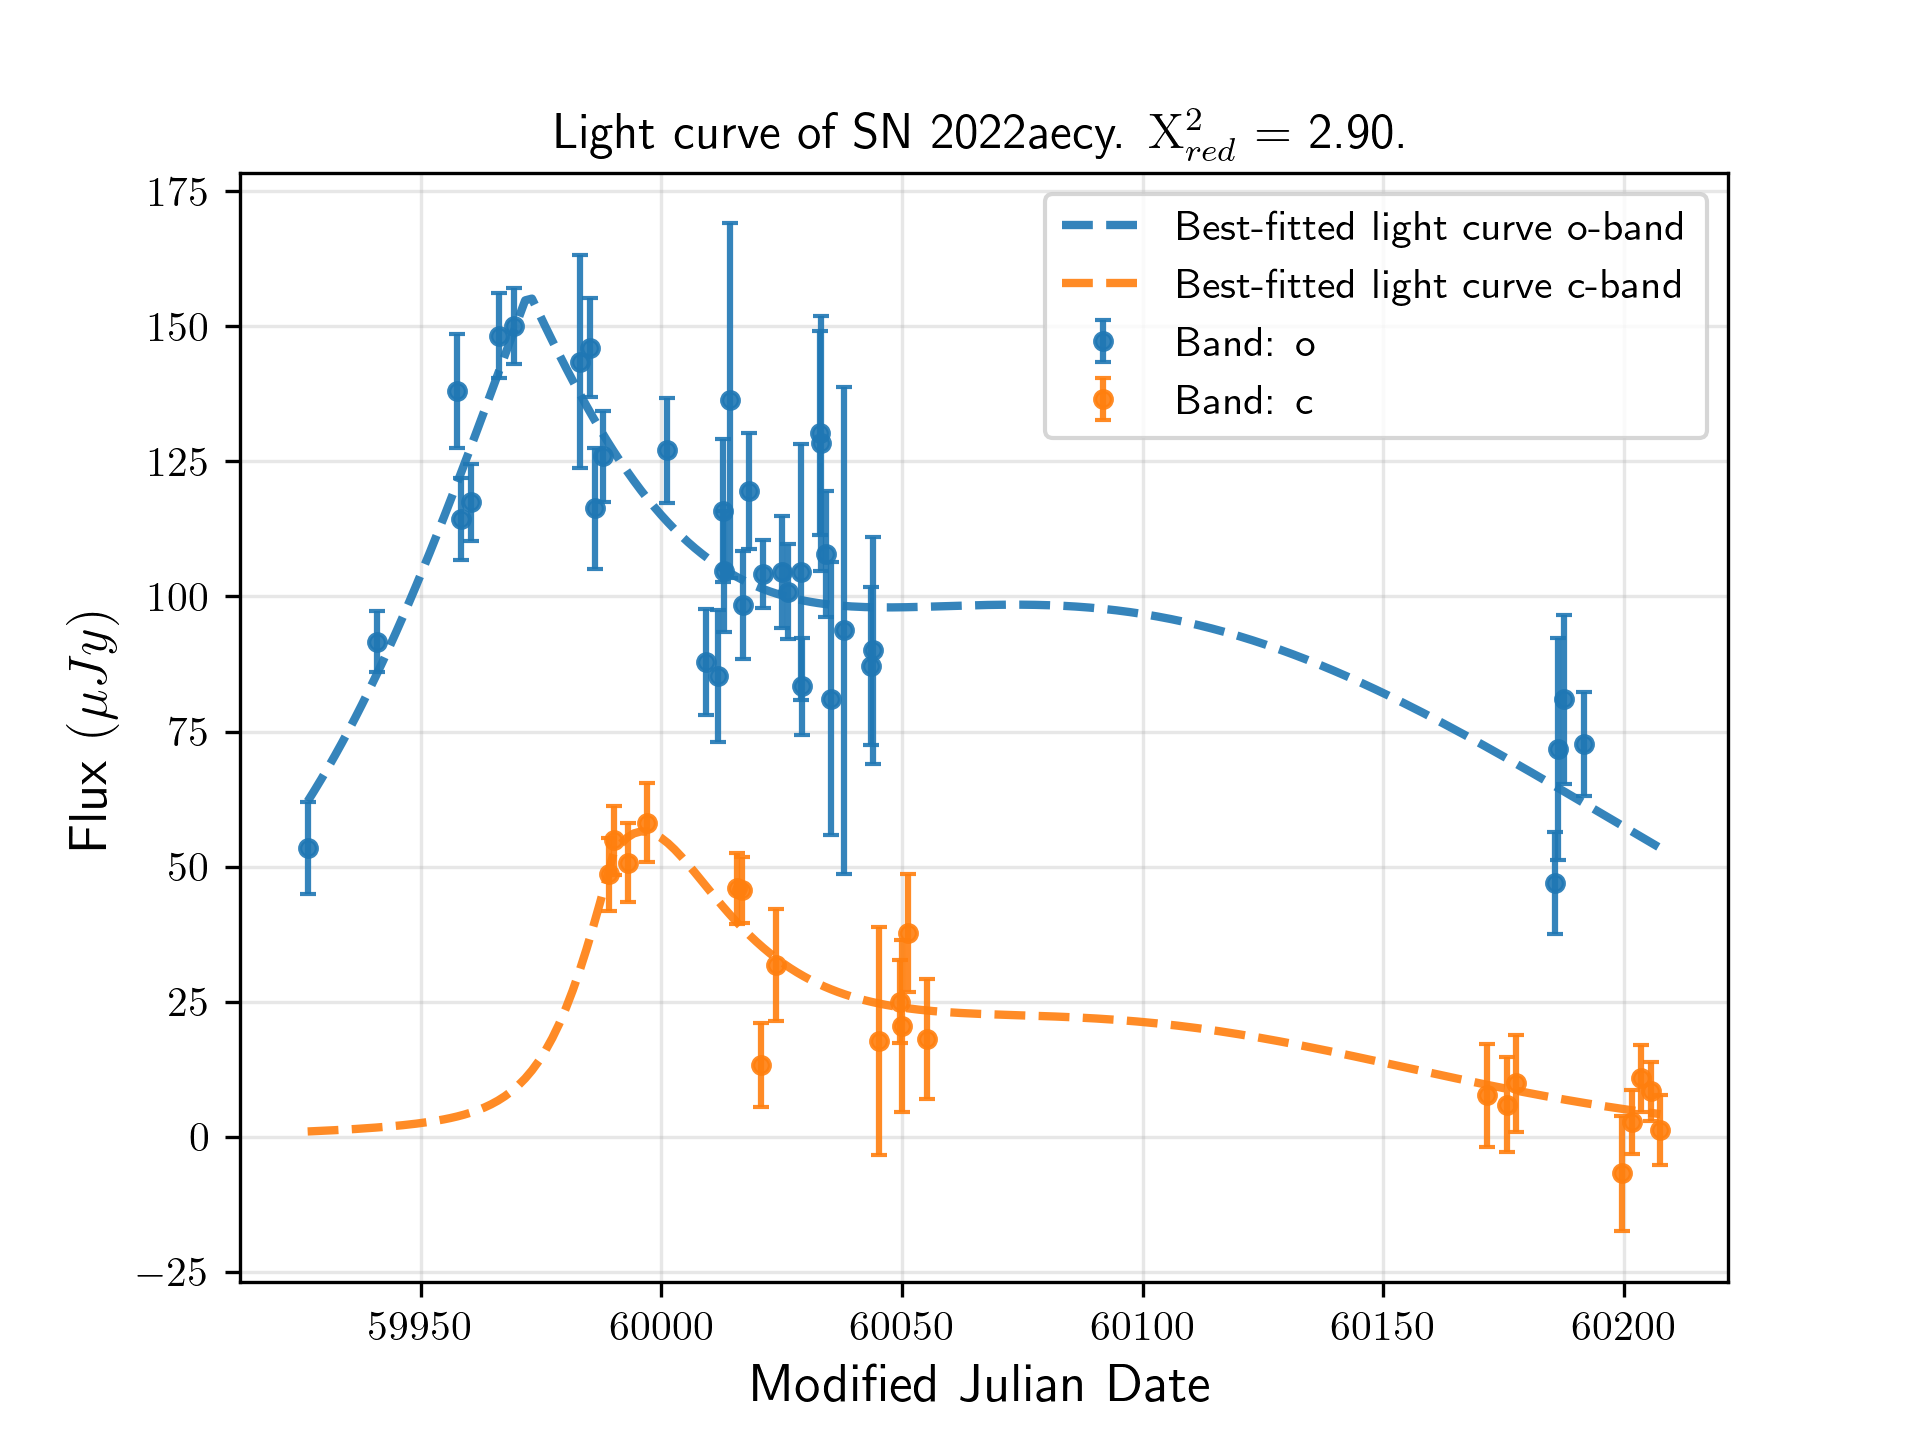 Light curve of SN 2022aecy. X²_red = 2.90.
175
150
125
100
75
50
25
0
−25
Flux (μJy)
Best-fitted light curve o-band
Best-fitted light curve c-band
Band: o
Band: c
59950 60000 60050 60100 60150 60200
Modified Julian Date